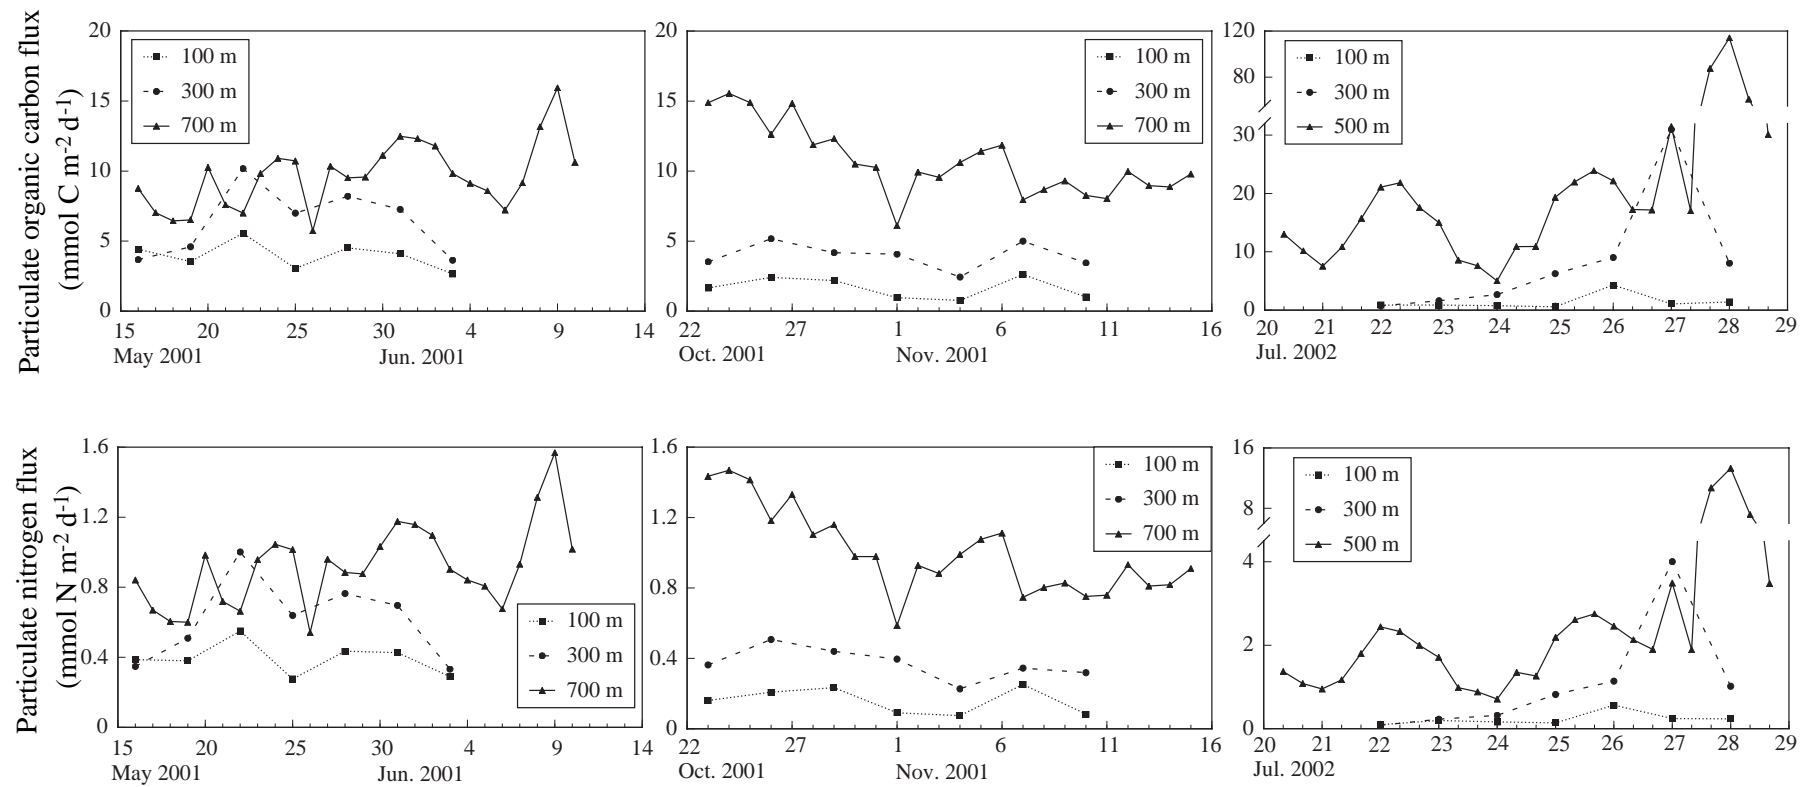 Particulate organic carbon flux
(mmol C m-2 d-1)
20
15
10
5
0
100 m
300 m
700 m
15 20 25 30 4 9 14
May 2001 Jun. 2001
20
15
10
5
0
100 m
300 m
700 m
22 27 1 6 11 16
Oct. 2001 Nov. 2001
120
80
30
20
10
0
100 m
300 m
500 m
20 21 22 23 24 25 26 27 28 29
Jul. 2002
Particulate nitrogen flux
(mmol N m-2 d-1)
1.6
1.2
0.8
0.4
0
100 m
300 m
700 m
15 20 25 30 4 9 14
May 2001 Jun. 2001
1.6
1.2
0.8
0.4
0
100 m
300 m
700 m
22 27 1 6 11 16
Oct. 2001 Nov. 2001
16
8
4
2
0
100 m
300 m
500 m
20 21 22 23 24 25 26 27 28 29
Jul. 2002